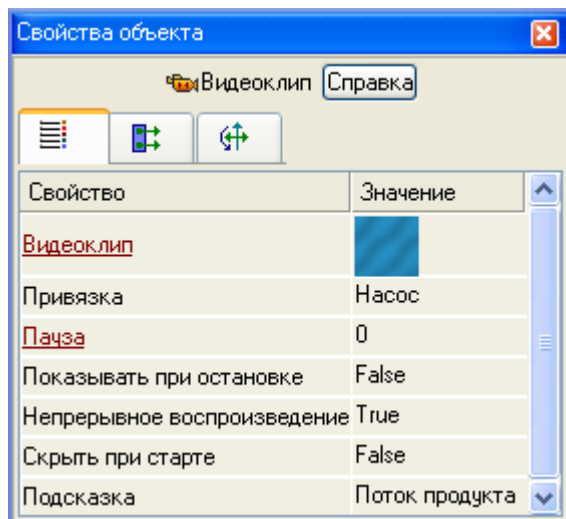 Свойства объекта
Видеоклип Справка
Свойство Значение
Видеоклип
Привязка Насос
Пауза 0
Показывать при остановке False
Непрерывное воспроизведение True
Скрыть при старте False
Подсказка Поток продукта